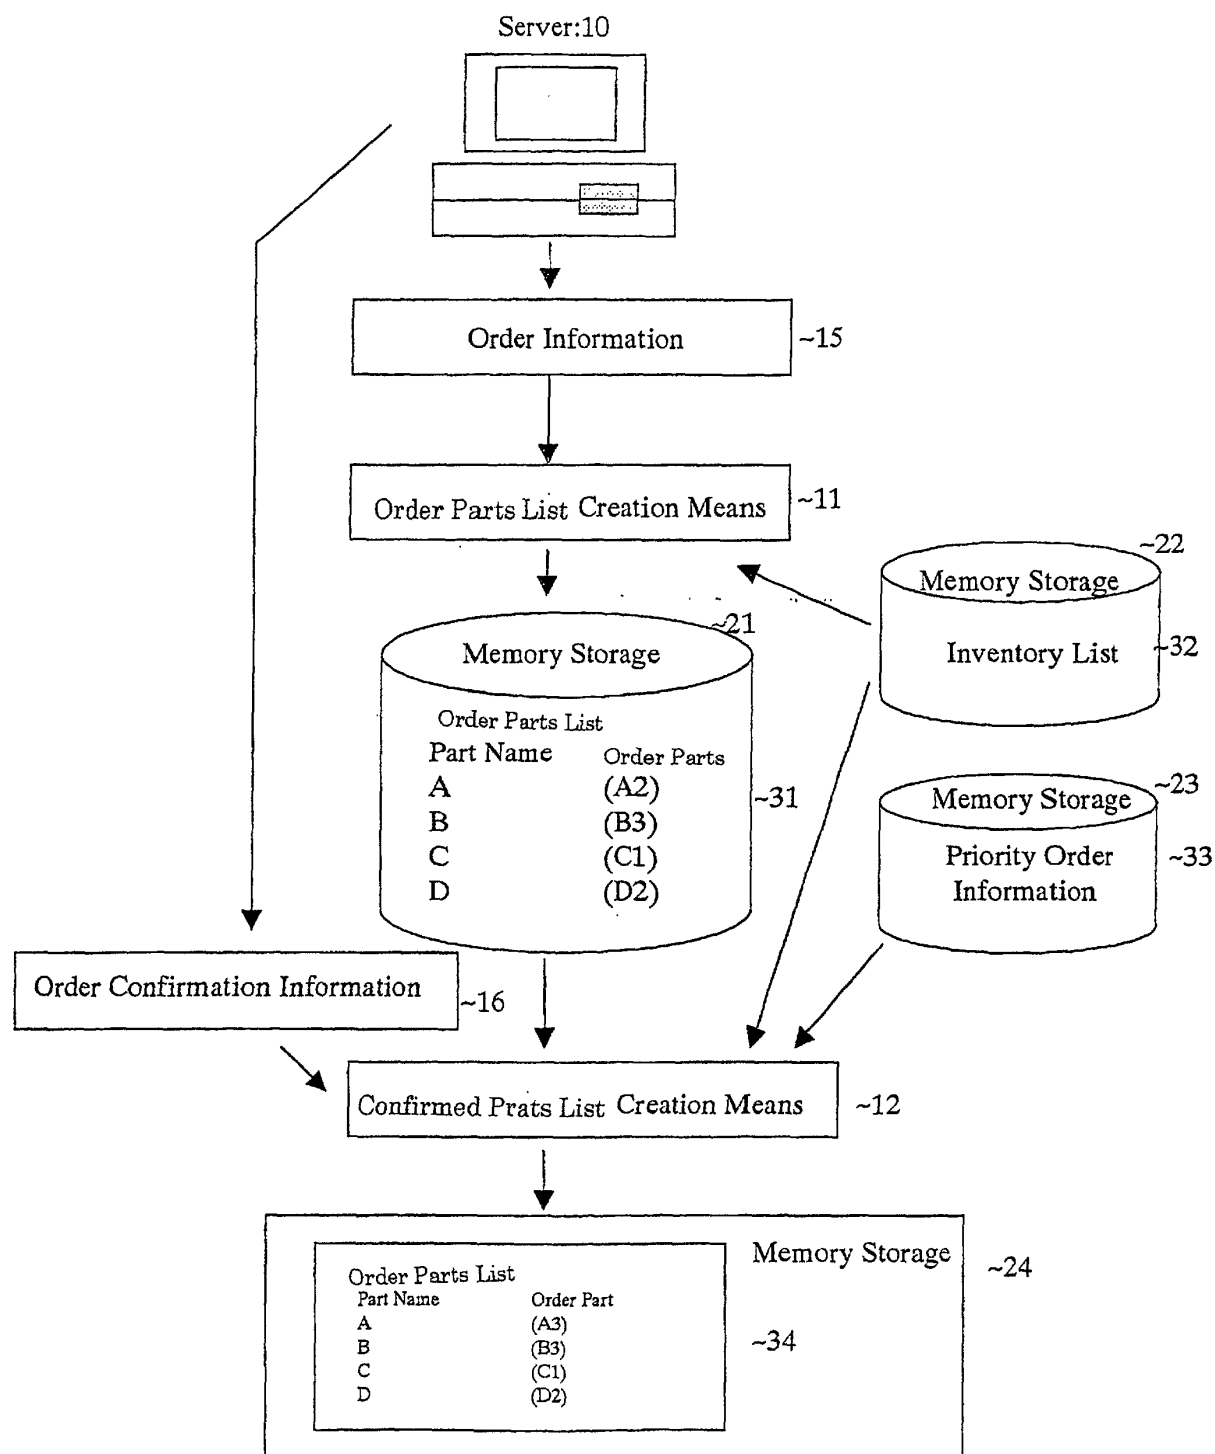 Server:10
Order Information
~15
Order Parts List Creation Means
~11
~22
Memory Storage
Inventory List
~32
~21
Memory Storage
Order Parts List
Part Name Order Parts
A (A2)
B (B3)
C (C1)
D (D2)
~31
~23
Memory Storage
Priority Order
Information
~33
Order Confirmation Information
~16
Confirmed Prats List Creation Means
~12
Memory Storage
~24
Order Parts List
Part Name Order Part
A (A3)
B (B3)
C (C1)
D (D2)
~34